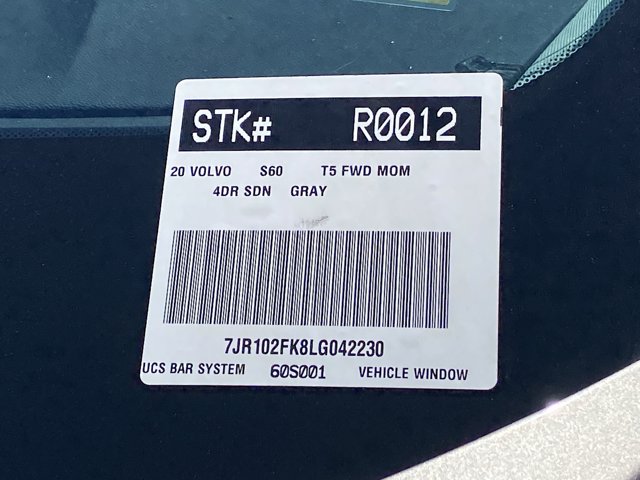 STK# R0012
20 VOLVO S60 T5 FWD MOM
4DR SDN GRAY
7JR102FK8LG042230
UCS BAR SYSTEM 60S001 VEHICLE WINDOW